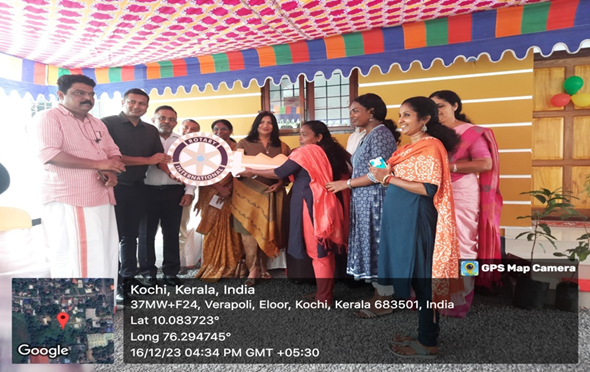 ROTARY
INTERNATIONAL
GPS Map Camera
Kochi, Kerala, India
37MW+F24, Verapoli, Eloor, Kochi, Kerala 683501, India
Lat 10.083723°
Long 76.294745°
16/12/23 04:34 PM GMT +05:30
Google